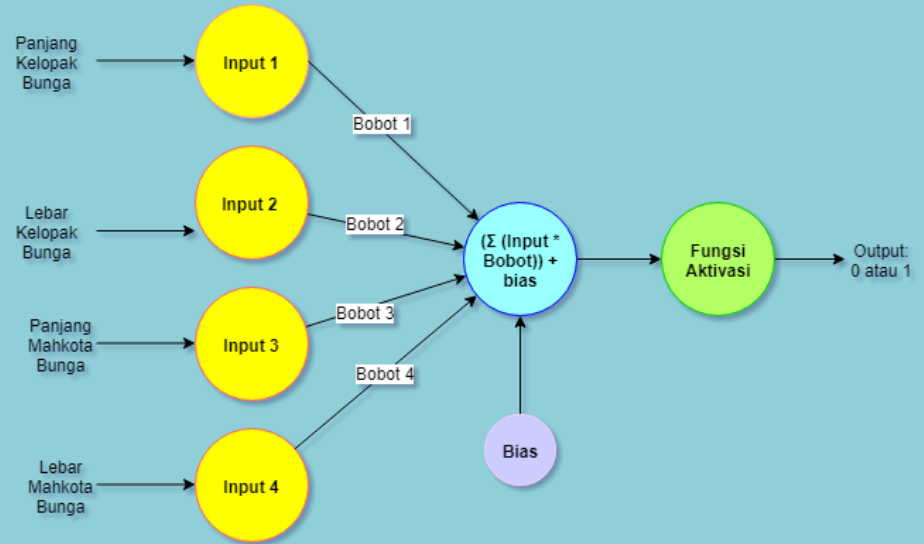 Panjang
Kelopak
Bunga
Input 1
Bobot 1
Lebar
Kelopak
Bunga
Input 2
Bobot 2
(Σ (Input *
Bobot)) +
bias
Fungsi
Aktivasi
Output:
0 atau 1
Panjang
Mahkota
Bunga
Input 3
Bobot 3
Bobot 4
Bias
Lebar
Mahkota
Bunga
Input 4